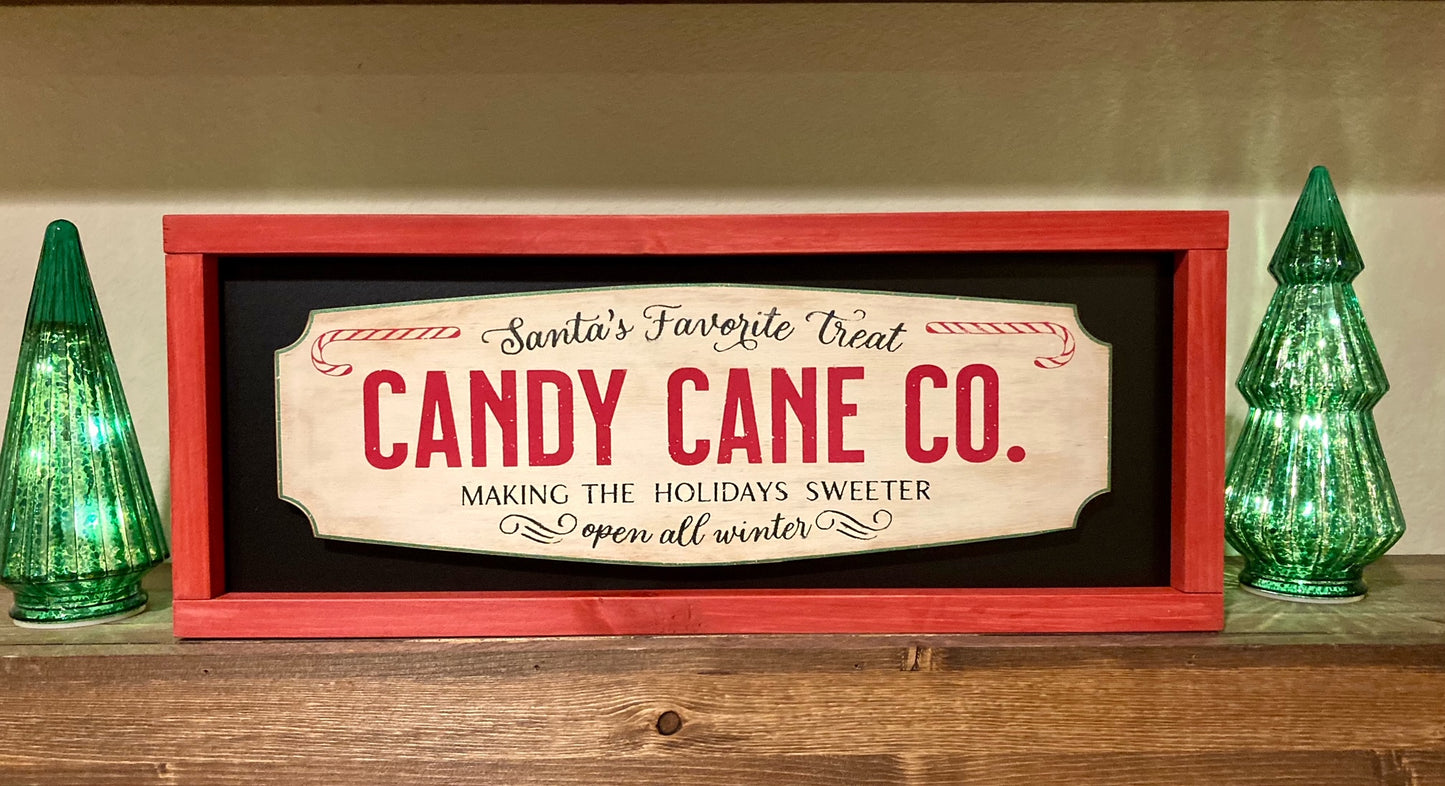 Santa's Favorite Treat
CANDY CANE CO.
MAKING THE HOLIDAYS SWEETER
open all winter